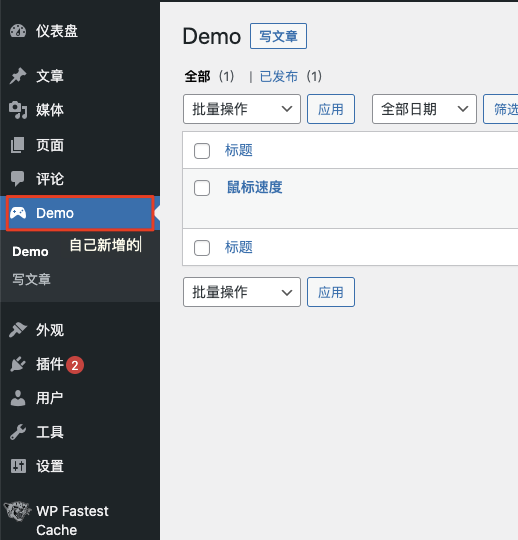 仪表盘
文章
媒体
页面
评论
Demo
Demo 自己新增的
写文章
外观
插件 2
用户
工具
设置
WP Fastest
Cache
Demo 写文章
全部 (1) | 已发布 (1)
批量操作 应用 全部日期 筛选
标题
鼠标速度
标题
批量操作 应用